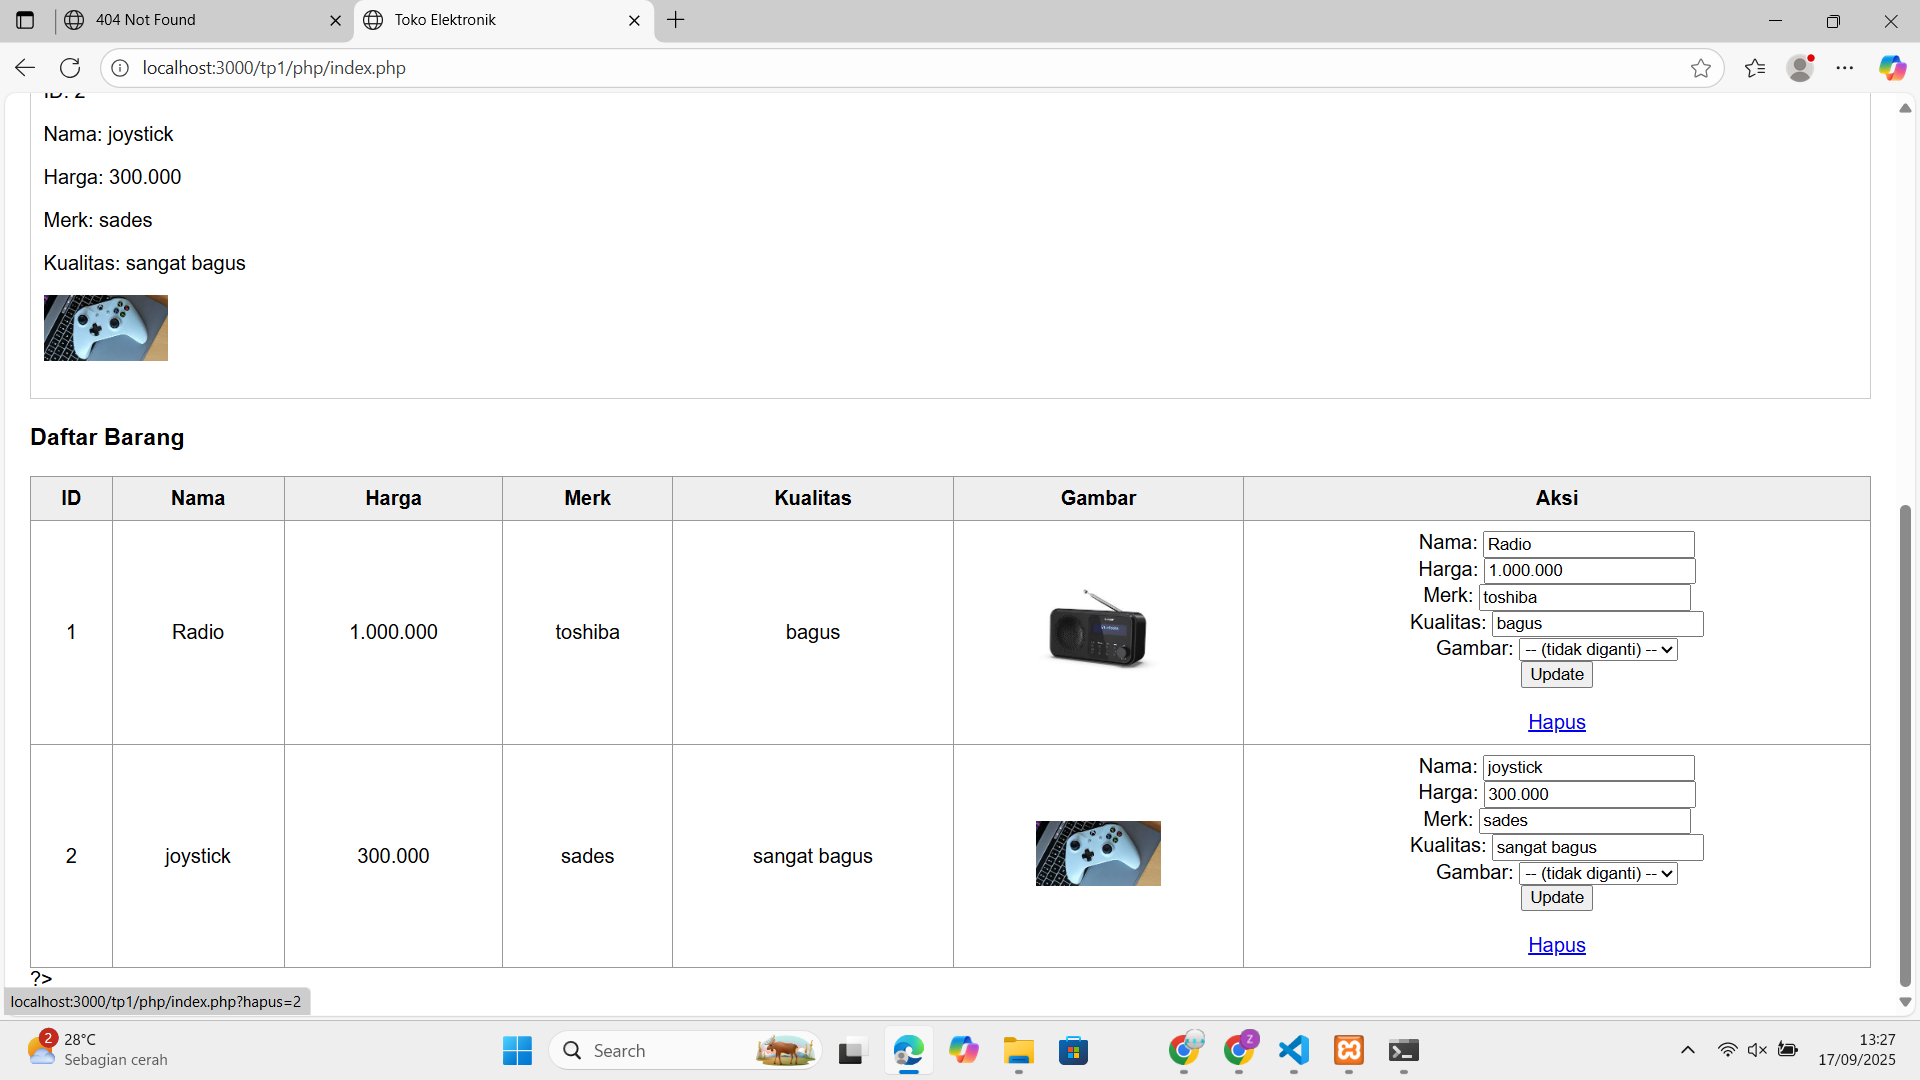 404 Not Found
Toko Elektronik
localhost:3000/tp1/php/index.php
ID: 2
Nama: joystick
Harga: 300.000
Merk: sades
Kualitas: sangat bagus
Daftar Barang
ID Nama Harga Merk Kualitas Gambar Aksi
1 Radio 1.000.000 toshiba bagus
Nama: Radio
Harga: 1.000.000
Merk: toshiba
Kualitas: bagus
Gambar: -- (tidak diganti) --
Update
Hapus
2 joystick 300.000 sades sangat bagus
Nama: joystick
Harga: 300.000
Merk: sades
Kualitas: sangat bagus
Gambar: -- (tidak diganti) --
Update
Hapus
?>
localhost:3000/tp1/php/index.php?hapus=2
2
28°C
Sebagian cerah
Search
Z
13:27
17/09/2025